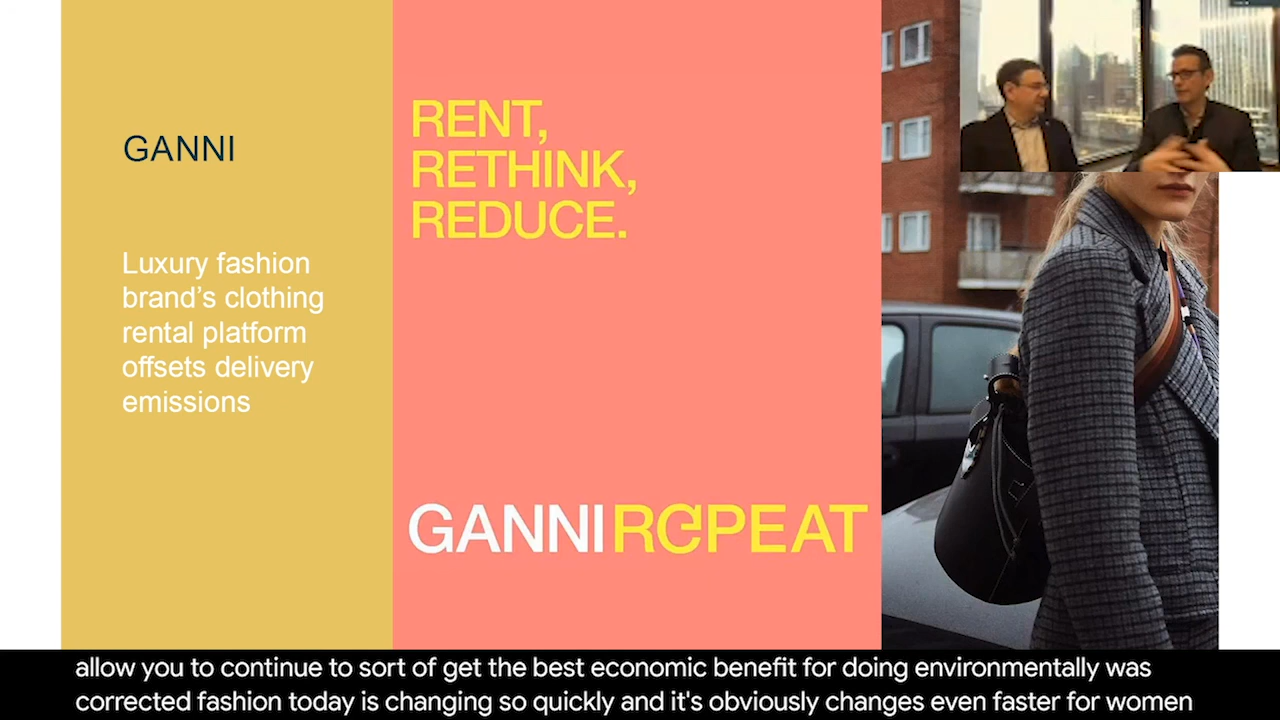 GANNI
Luxury fashion
brand's clothing
rental platform
offsets delivery
emissions
RENT,
RETHINK,
REDUCE.
GANNI REPEAT
allow you to continue to sort of get the best economic benefit for doing environmentally was
corrected fashion today is changing so quickly and it's obviously changes even faster for women